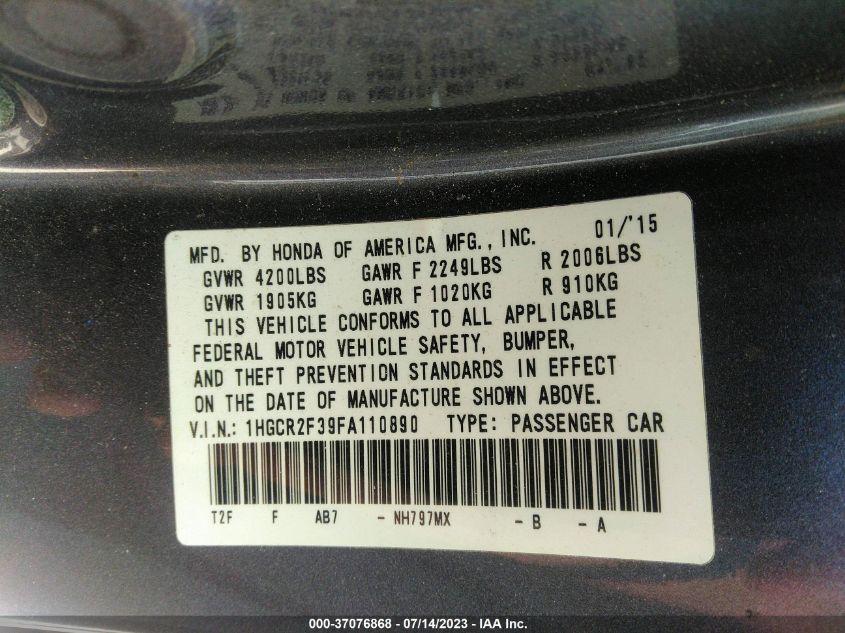 MFD. BY HONDA OF AMERICA MFG., INC. 01/'15
GVWR 4200LBS GAWR F 2249LBS R 2006LBS
GVWR 1905KG GAWR F 1020KG R 910KG
THIS VEHICLE CONFORMS TO ALL APPLICABLE
FEDERAL MOTOR VEHICLE SAFETY, BUMPER,
AND THEFT PREVENTION STANDARDS IN EFFECT
ON THE DATE OF MANUFACTURE SHOWN ABOVE.
V.I.N.: 1HGCR2F39FA110890 TYPE: PASSENGER CAR
T2F F AB7 - NH797MX - B - A
000-37076868 - 07/14/2023 - IAA Inc.